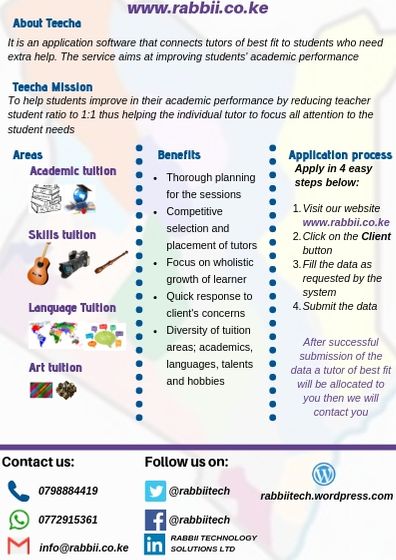 www.rabbii.co.ke
About Teecha
It is an application software that connects tutors of best fit to students who need
extra help. The service aims at improving students' academic performance
Teecha Mission
To help students improve in their academic performance by reducing teacher
student ratio to 1:1 thus helping the individual tutor to focus all attention to the
student needs
Areas
Academic tuition
Skills tuition
Language Tuition
Art tuition
Benefits
• Thorough planning
for the sessions
• Competitive
selection and
placement of tutors
• Focus on wholistic
growth of learner
• Quick response to
client's concerns
• Diversity of tuition
areas; academics,
languages, talents
and hobbies
Application process
Apply in 4 easy
steps below:
1. Visit our website
www.rabbii.co.ke
2. Click on the Client
button
3. Fill the data as
requested by the
system
4. Submit the data
After successful
submission of the
data a tutor of best fit
will be allocated to
you then we will
contact you
Contact us:
0798884419
0772915361
info@rabbii.co.ke
Follow us on:
@rabbiitech
@rabbiitech
RABBII TECHNOLOGY
SOLUTIONS LTD
rabbiitech.wordpress.com